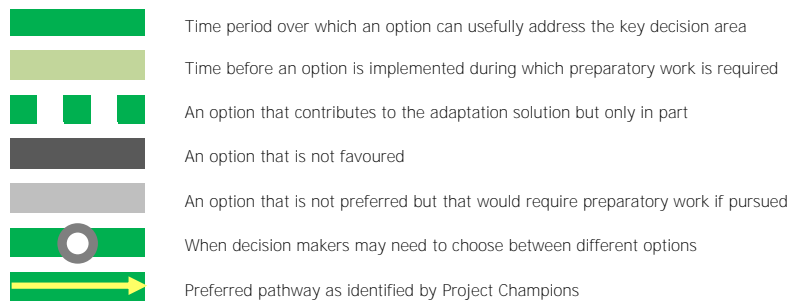 Time period over which an option can usefully address the key decision area
Time before an option is implemented during which preparatory work is required
An option that contributes to the adaptation solution but only in part
An option that is not favoured
An option that is not preferred but that would require preparatory work if pursued
When decision makers may need to choose between different options
Preferred pathway as identified by Project Champions